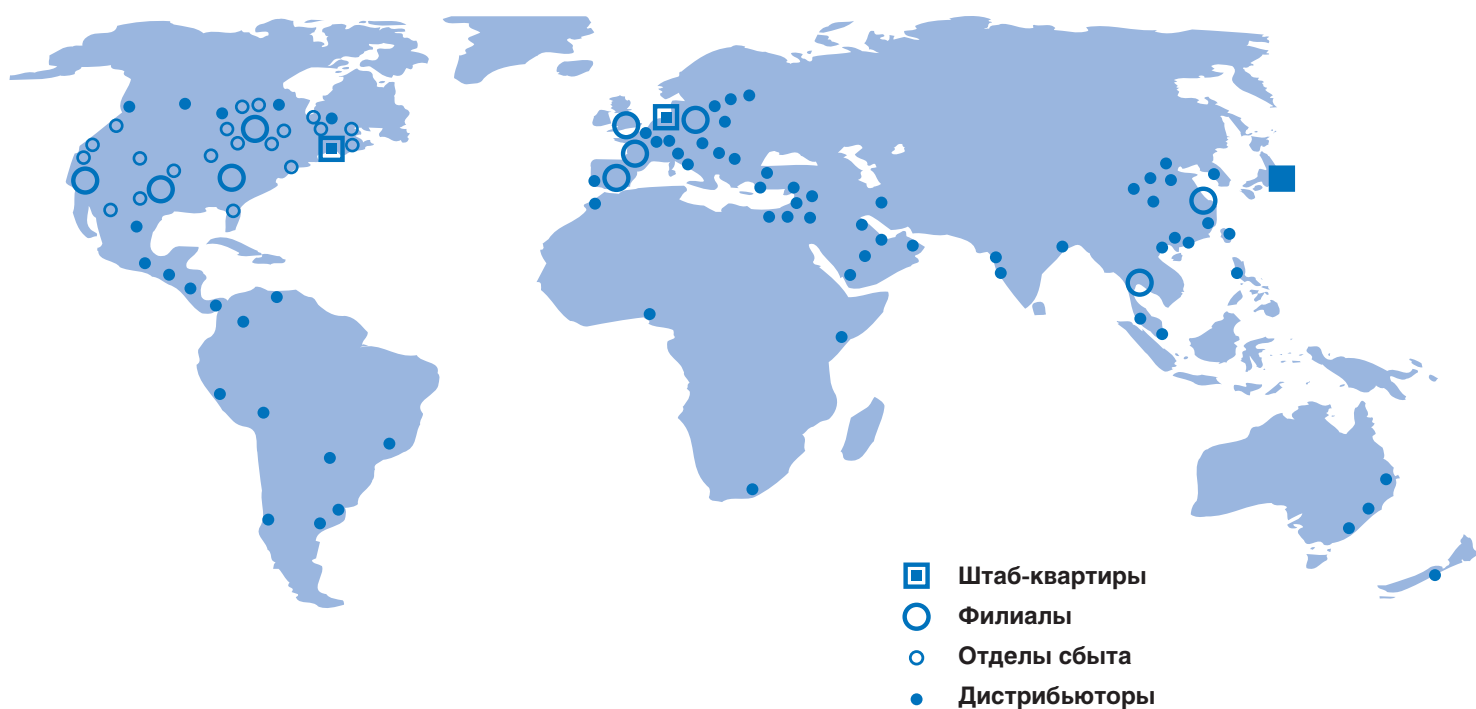 Штаб-квартиры
Филиалы
Отделы сбыта
Дистрибьюторы